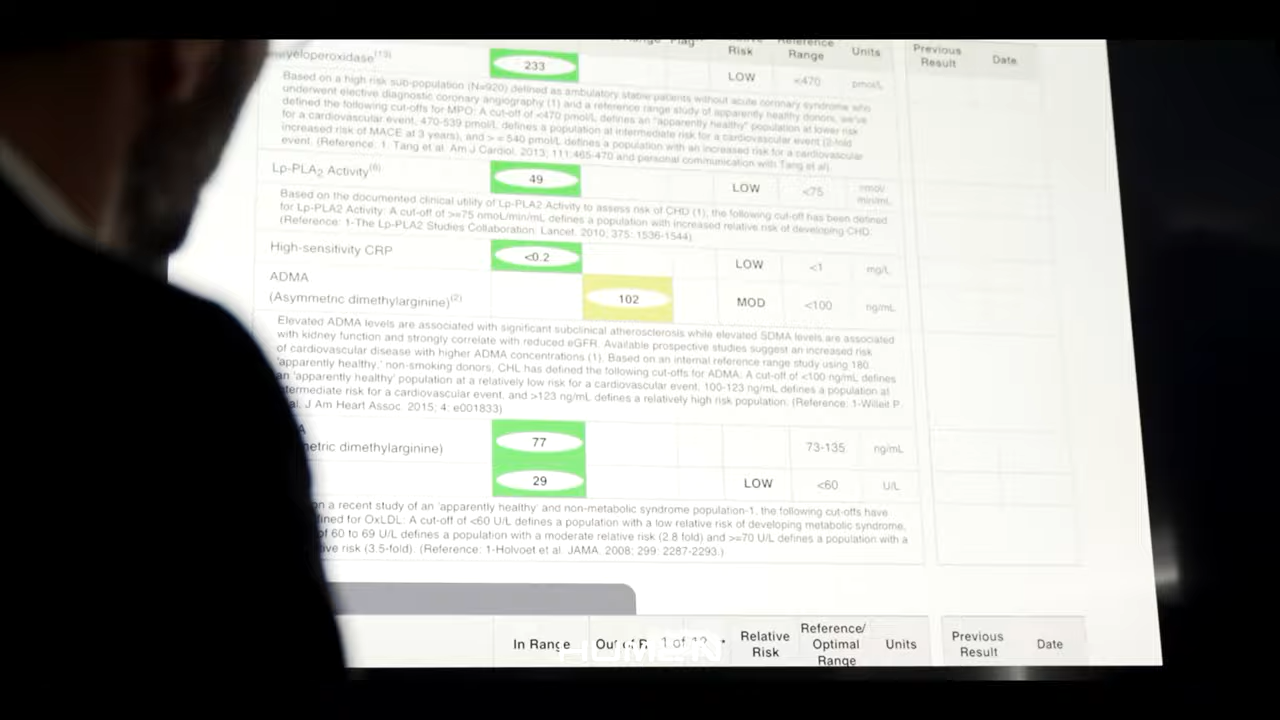 eyeloperoxidase(13) 233 LOW <470 pmol/L
Risk Reference Range Units Previous Result Date
Based on a high risk sub-population (N=920) defined as ambulatory stable patients without acute coronary syndrome who
underwent elective diagnostic coronary angiography (1) and a reference range study of apparently healthy donors, we've
defined the following cut-offs for MPO: A cut-off of <470 pmol/L defines an "apparently healthy" population at lower risk
for a cardiovascular event, 470-539 pmol/L defines a population at intermediate risk for a cardiovascular event (2-fold
increased risk of MACE at 3 years), and > = 540 pmol/L defines a population with an increased risk for a cardiovascular
event. (Reference: 1. Tang et al. Am J Cardiol. 2013; 111:465-470 and personal communication with Tang et al).
Lp-PLA2 Activity(6) 49 LOW <75 nmol/
min/mL
Based on the documented clinical utility of Lp-PLA2 Activity to assess risk of CHD (1), the following cut-off has been defined
for Lp-PLA2 Activity: A cut-off of >=75 nmoL/min/mL defines a population with increased relative risk of developing CHD.
(Reference: 1-The Lp-PLA2 Studies Collaboration. Lancet. 2010; 375: 1536-1544)
High-sensitivity CRP <0.2 LOW <1 mg/L
ADMA
(Asymmetric dimethylarginine)(2) 102 MOD <100 ng/mL
Elevated ADMA levels are associated with significant subclinical atherosclerosis while elevated SDMA levels are associated
with kidney function and strongly correlate with reduced eGFR. Available prospective studies suggest an increased risk
of cardiovascular disease with higher ADMA concentrations (1). Based on an internal reference range study using 180,
'apparently healthy,' non-smoking donors, CHL has defined the following cut-offs for ADMA: A cut-off of <100 ng/mL defines
an 'apparently healthy' population at a relatively low risk for a cardiovascular event, 100-123 ng/mL defines a population at
termediate risk for a cardiovascular event, and >123 ng/mL defines a relatively high risk population. (Reference: 1-Willeit P
al. J Am Heart Assoc. 2015; 4: e001833)
A
metric dimethylarginine) 77 73-135 ng/mL
29 LOW <60 U/L
on a recent study of an 'apparently healthy' and non-metabolic syndrome population-1, the following cut-offs have
fined for OxLDL: A cut-off of <60 U/L defines a population with a low relative risk of developing metabolic syndrome,
of 60 to 69 U/L defines a population with a moderate relative risk (2.8 fold) and >=70 U/L defines a population with a
tive risk (3.5-fold). (Reference: 1-Holvoet et al. JAMA. 2008; 299: 2287-2293.)
In Range Out of R 1 of 12 Relative Risk Reference/ Optimal Range Units Previous Result Date